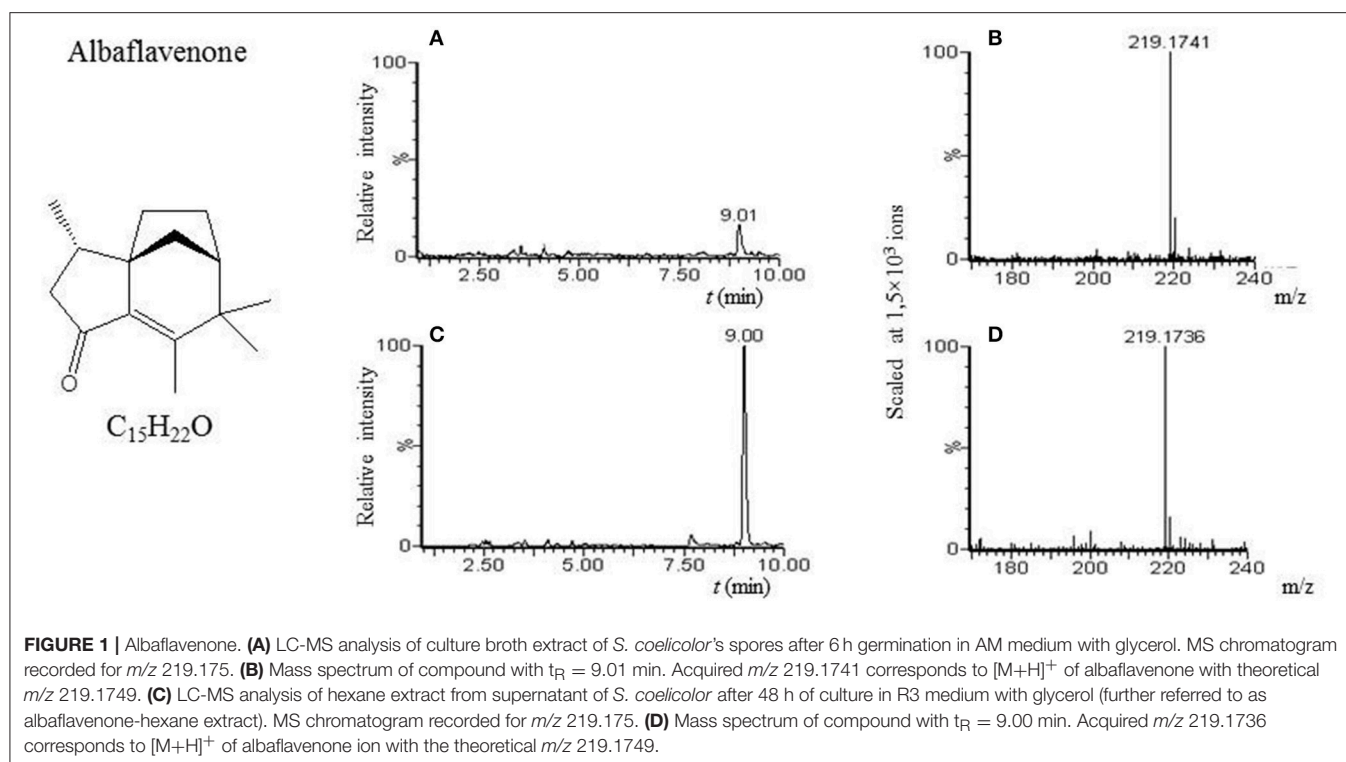 Albaflavenone
O
C₁₅H₂₂O
A
Relative intensity
%
100
0
9.01
2.50 5.00 7.50 10.00
t (min)
B
Scaled at 1,5×10³ ions
%
100
0
219.1741
180 200 220 240
m/z
C
Relative intensity
%
100
0
9.00
2.50 5.00 7.50 10.00
t (min)
D
%
100
0
219.1736
180 200 220 240
m/z
FIGURE 1 | Albaflavenone. (A) LC-MS analysis of culture broth extract of S. coelicolor's spores after 6 h germination in AM medium with glycerol. MS chromatogram
recorded for m/z 219.175. (B) Mass spectrum of compound with tR = 9.01 min. Acquired m/z 219.1741 corresponds to [M+H]⁺ of albaflavenone with theoretical
m/z 219.1749. (C) LC-MS analysis of hexane extract from supernatant of S. coelicolor after 48 h of culture in R3 medium with glycerol (further referred to as
albaflavenone-hexane extract). MS chromatogram recorded for m/z 219.175. (D) Mass spectrum of compound with tR = 9.00 min. Acquired m/z 219.1736
corresponds to [M+H]⁺ of albaflavenone ion with the theoretical m/z 219.1749.